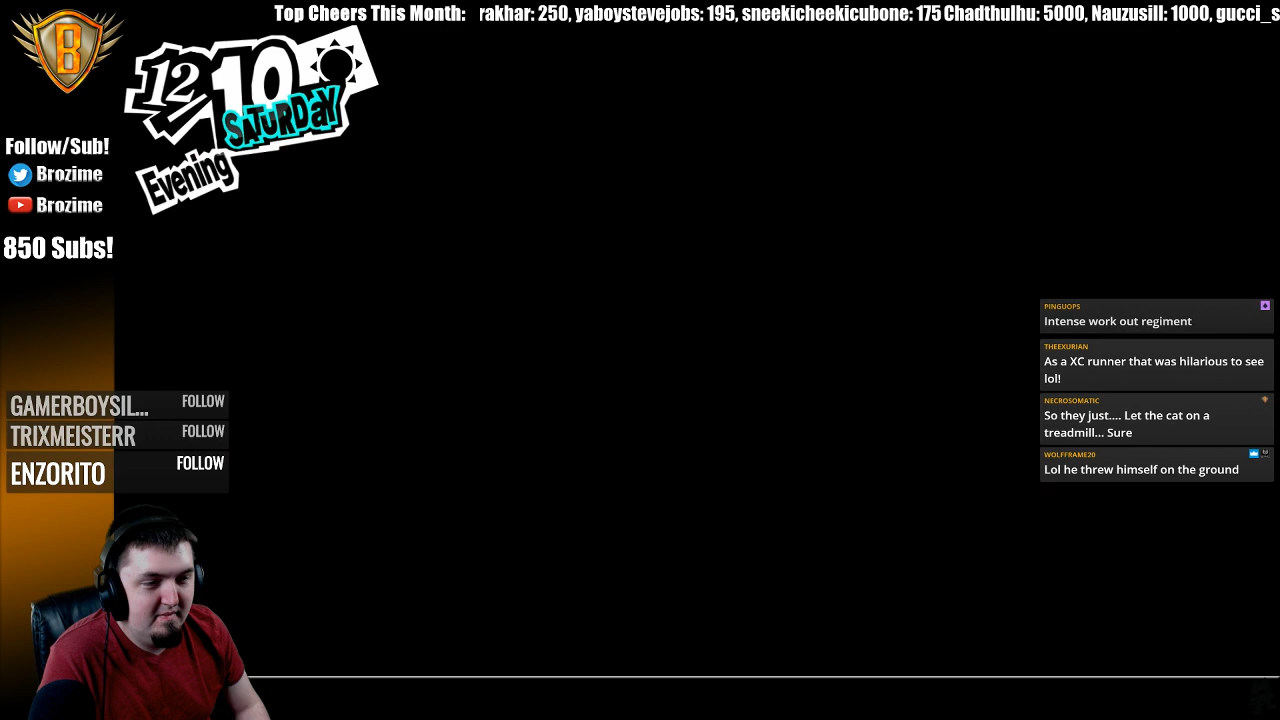 Top Cheers This Month: rakhar: 250, yaboystevejobs: 195, sneekicheekicubone: 175 Chadthulhu: 5000, Nauzusill: 1000, gucci_s
B
12/10
SATURDAY
Evening
Follow/Sub!
Brozime
Brozime
850 Subs!
PINGUOPS
Intense work out regiment
THEEXURIAN
As a XC runner that was hilarious to see
lol!
NECROSOMATIC
So they just.... Let the cat on a
treadmill... Sure
WOLFFRAME20
Lol he threw himself on the ground
GAMERBOYSIL... FOLLOW
TRIXMEISTERR FOLLOW
ENZORITO FOLLOW